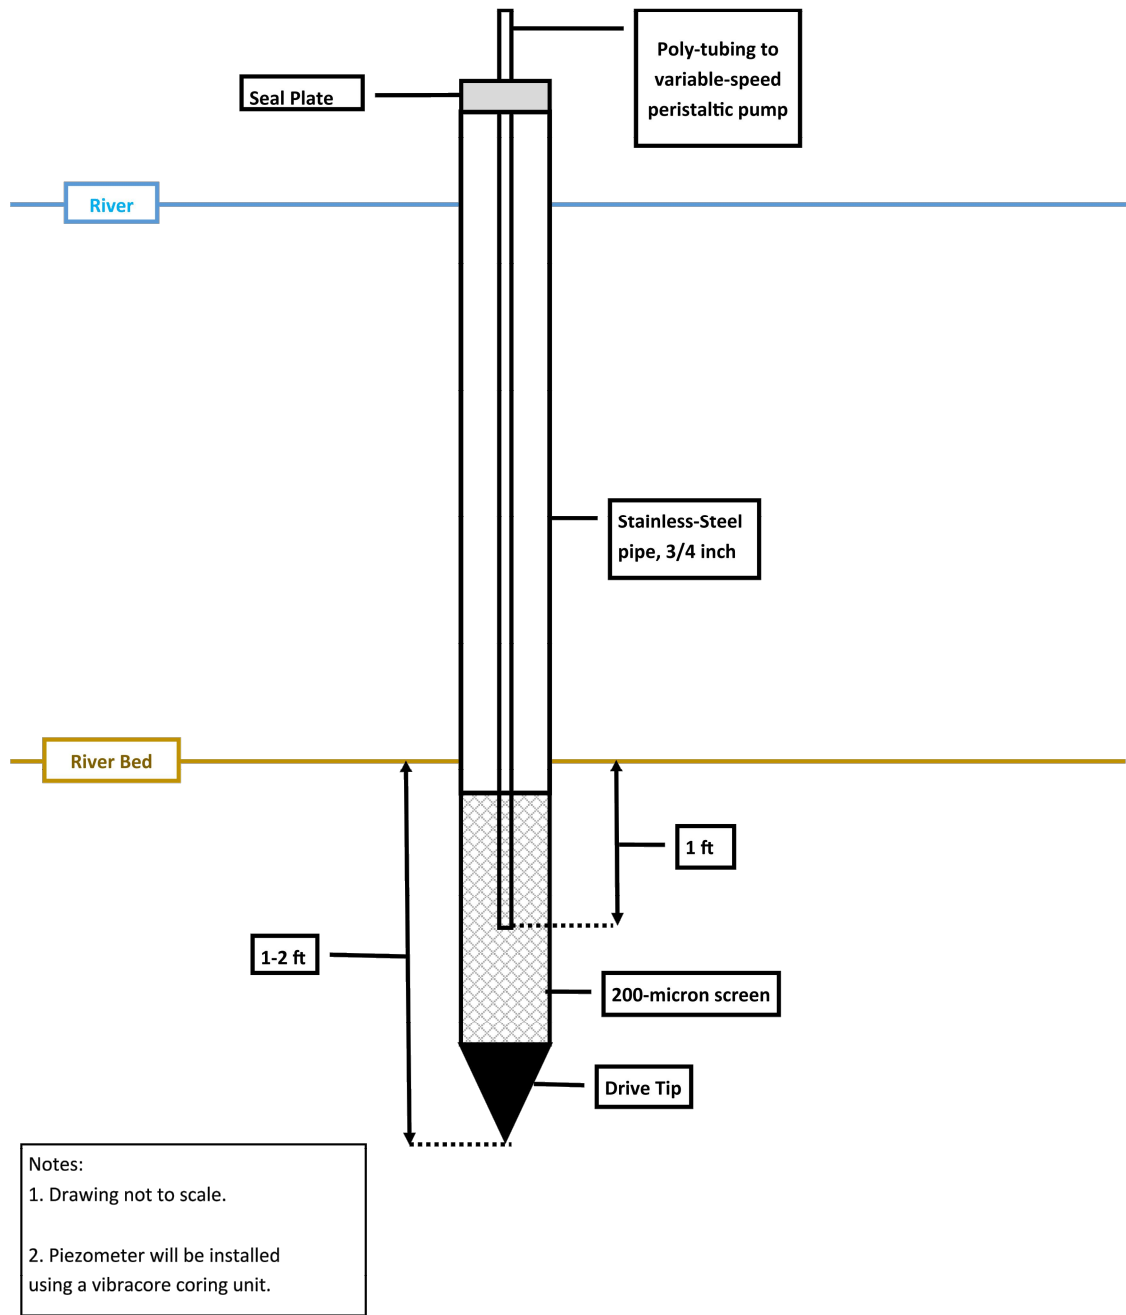 Poly-tubing to
variable-speed
peristaltic pump
Seal Plate
River
Stainless-Steel
pipe, 3/4 inch
River Bed
1 ft
1-2 ft
200-micron screen
Drive Tip
Notes:
1. Drawing not to scale.
2. Piezometer will be installed
using a vibracore coring unit.